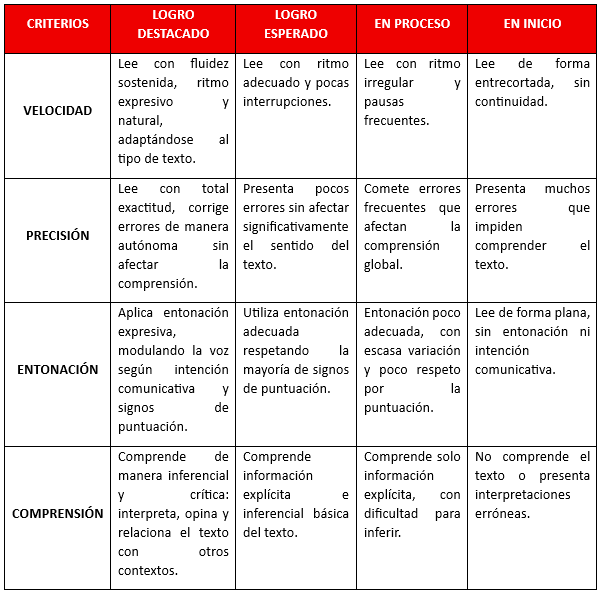 CRITERIOS
LOGRO
DESTACADO
LOGRO
ESPERADO
EN PROCESO
EN INICIO
VELOCIDAD
Lee con fluidez
sostenida, ritmo
expresivo y
natural,
adaptándose al
tipo de texto.
Lee con ritmo
adecuado y pocas
interrupciones.
Lee con ritmo
irregular y
pausas
frecuentes.
Lee de forma
entrecortada, sin
continuidad.
PRECISIÓN
Lee con total
exactitud, corrige
errores de manera
autónoma sin
afectar la
comprensión.
Presenta pocos
errores sin afectar
significativamente
el sentido del
texto.
Comete errores
frecuentes que
afectan la
comprensión
global.
Presenta muchos
errores que
impiden
comprender el
texto.
ENTONACIÓN
Aplica entonación
expresiva,
modulando la voz
según intención
comunicativa y
signos de
puntuación.
Utiliza entonación
adecuada
respetando la
mayoría de signos
de puntuación.
Entonación poco
adecuada, con
escasa variación
y poco respeto
por la
puntuación.
Lee de forma plana,
sin entonación ni
intención
comunicativa.
COMPRENSIÓN
Comprende de
manera inferencial
y crítica:
interpreta, opina y
relaciona el texto
con otros
contextos.
Comprende
información
explícita e
inferencial básica
del texto.
Comprende solo
información
explícita, con
dificultad para
inferir.
No comprende el
texto o presenta
interpretaciones
erróneas.